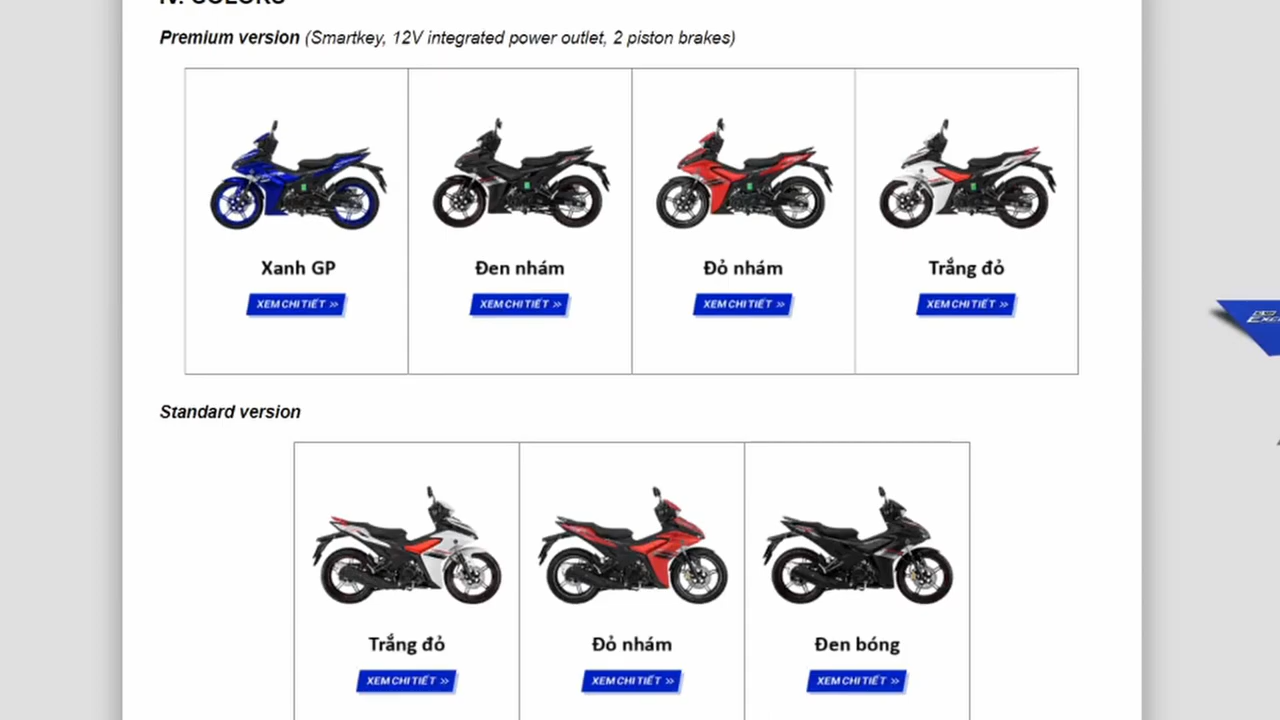 IV. COLORS
Premium version (Smartkey, 12V integrated power outlet, 2 piston brakes)
Xanh GP
Đen nhám
Đỏ nhám
Trắng đỏ
XEM CHI TIẾT »
XEM CHI TIẾT »
XEM CHI TIẾT »
XEM CHI TIẾT »
Standard version
Trắng đỏ
Đỏ nhám
Đen bóng
XEM CHI TIẾT »
XEM CHI TIẾT »
XEM CHI TIẾT »